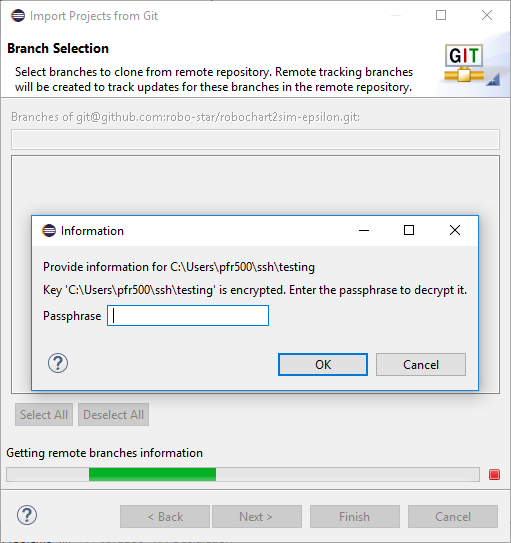 Import Projects from Git
Branch Selection
Select branches to clone from remote repository. Remote tracking branches
will be created to track updates for these branches in the remote repository.
GIT
Branches of git@github.com:robo-star/robochart2sim-epsilon.git:
Information
Provide information for C:\Users\pfr500\ssh\testing
Key 'C:\Users\pfr500\ssh\testing' is encrypted. Enter the passphrase to decrypt it.
Passphrase
?
OK
Cancel
Select All
Deselect All
Getting remote branches information
?
< Back
Next >
Finish
Cancel